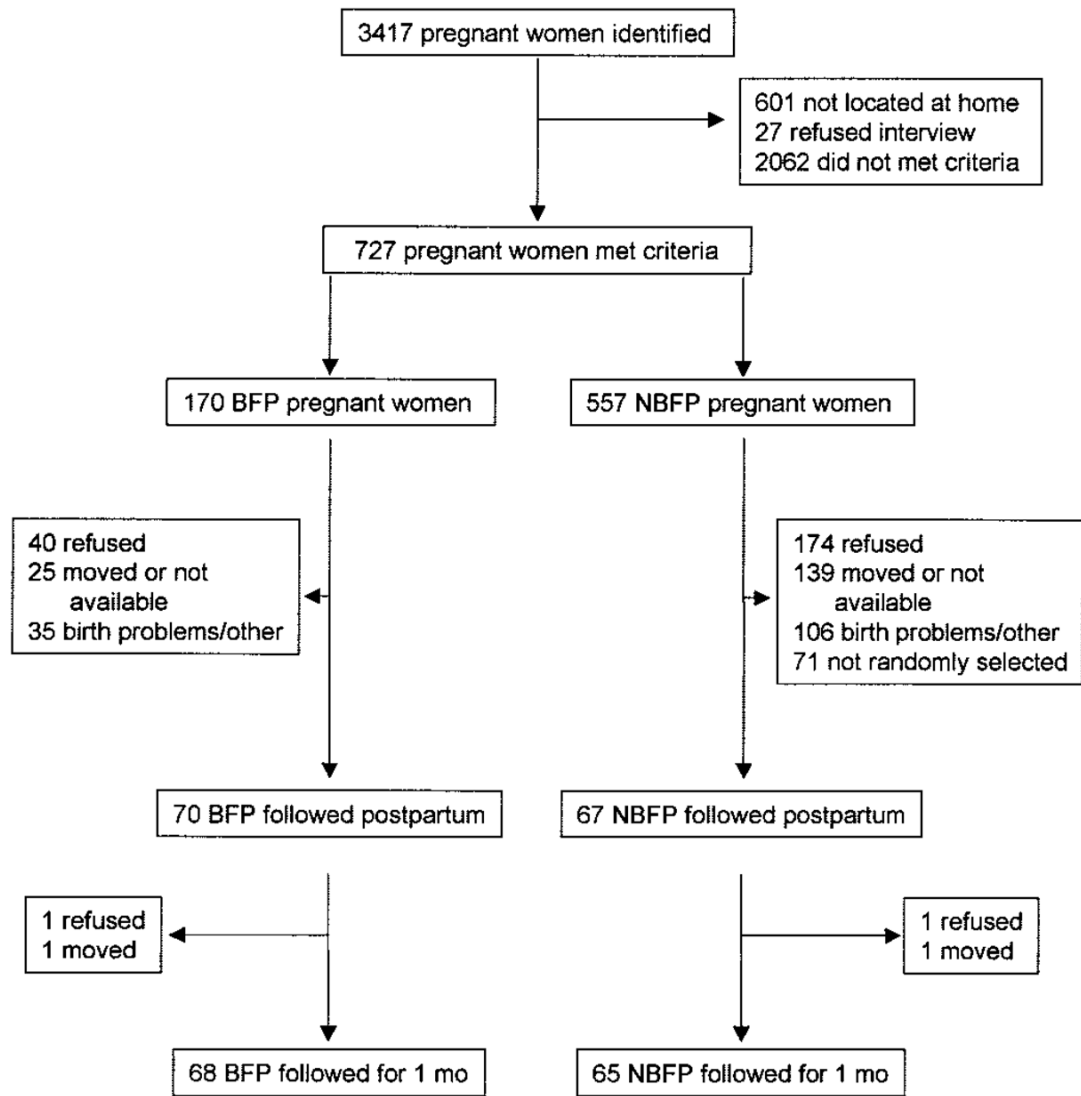 3417 pregnant women identified
601 not located at home
27 refused interview
2062 did not met criteria
727 pregnant women met criteria
170 BFP pregnant women
557 NBFP pregnant women
40 refused
25 moved or not
available
35 birth problems/other
174 refused
139 moved or not
available
106 birth problems/other
71 not randomly selected
70 BFP followed postpartum
67 NBFP followed postpartum
1 refused
1 moved
1 refused
1 moved
68 BFP followed for 1 mo
65 NBFP followed for 1 mo